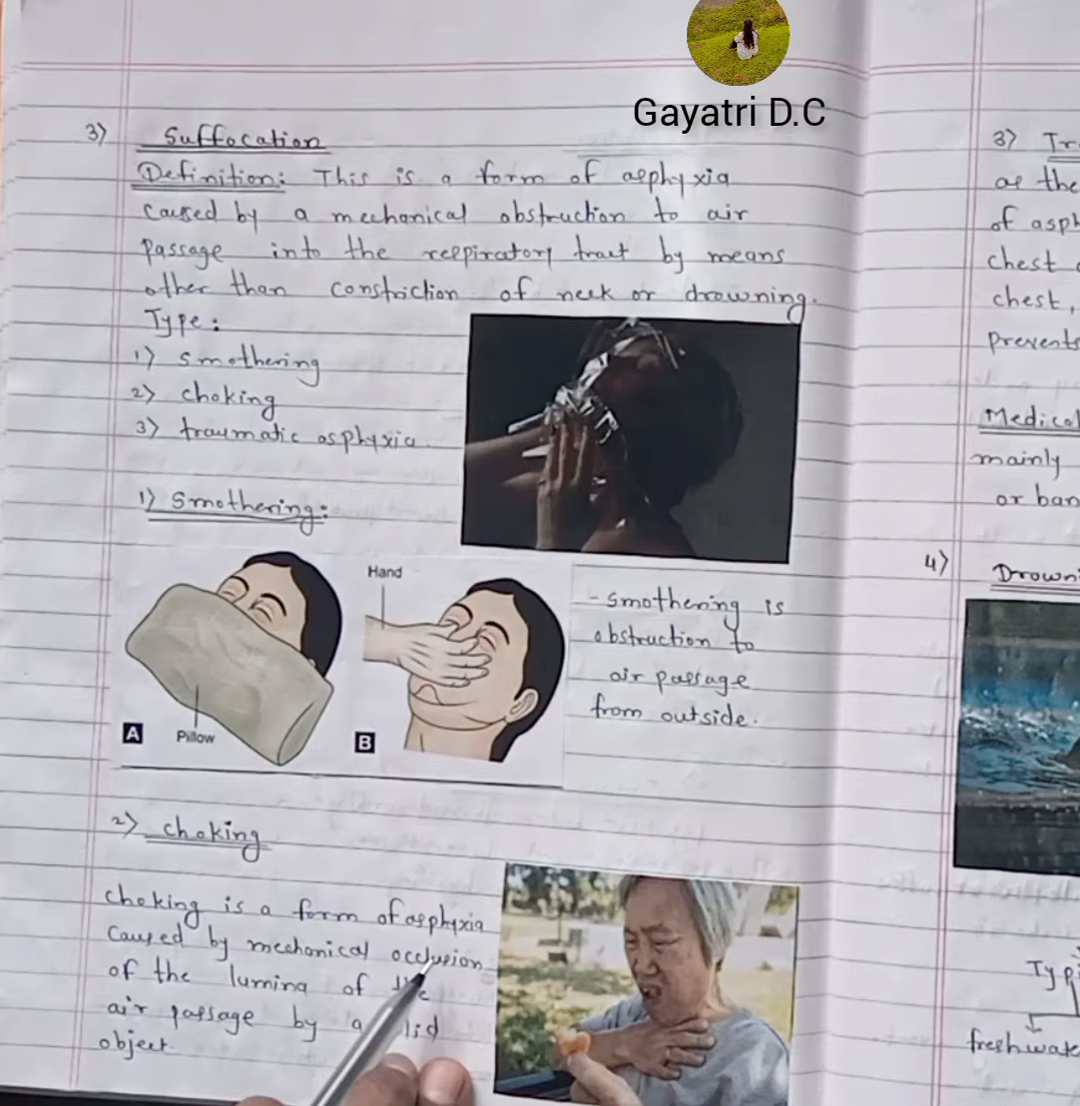 Gayatri D.C
3) Suffocation
Definition: This is a form of asphyxia
caused by a mechanical obstruction to air
passage into the respiratory tract by means
other than constriction of neck or drowning.
Type:
1) smothering
2) choking
3) traumatic asphyxia
1) Smothering:
Hand
A Pillow
B
- smothering is
obstruction to
air passage
from outside.
2) choking
choking is a form of asphyxia
caused by mechanical occlusion
of the lumina of the
air passage by a lid
object
3) Tr
as the
of asph
chest
chest,
prevents
Medical
mainly
or ban
4) Drown
Typ
freshwate